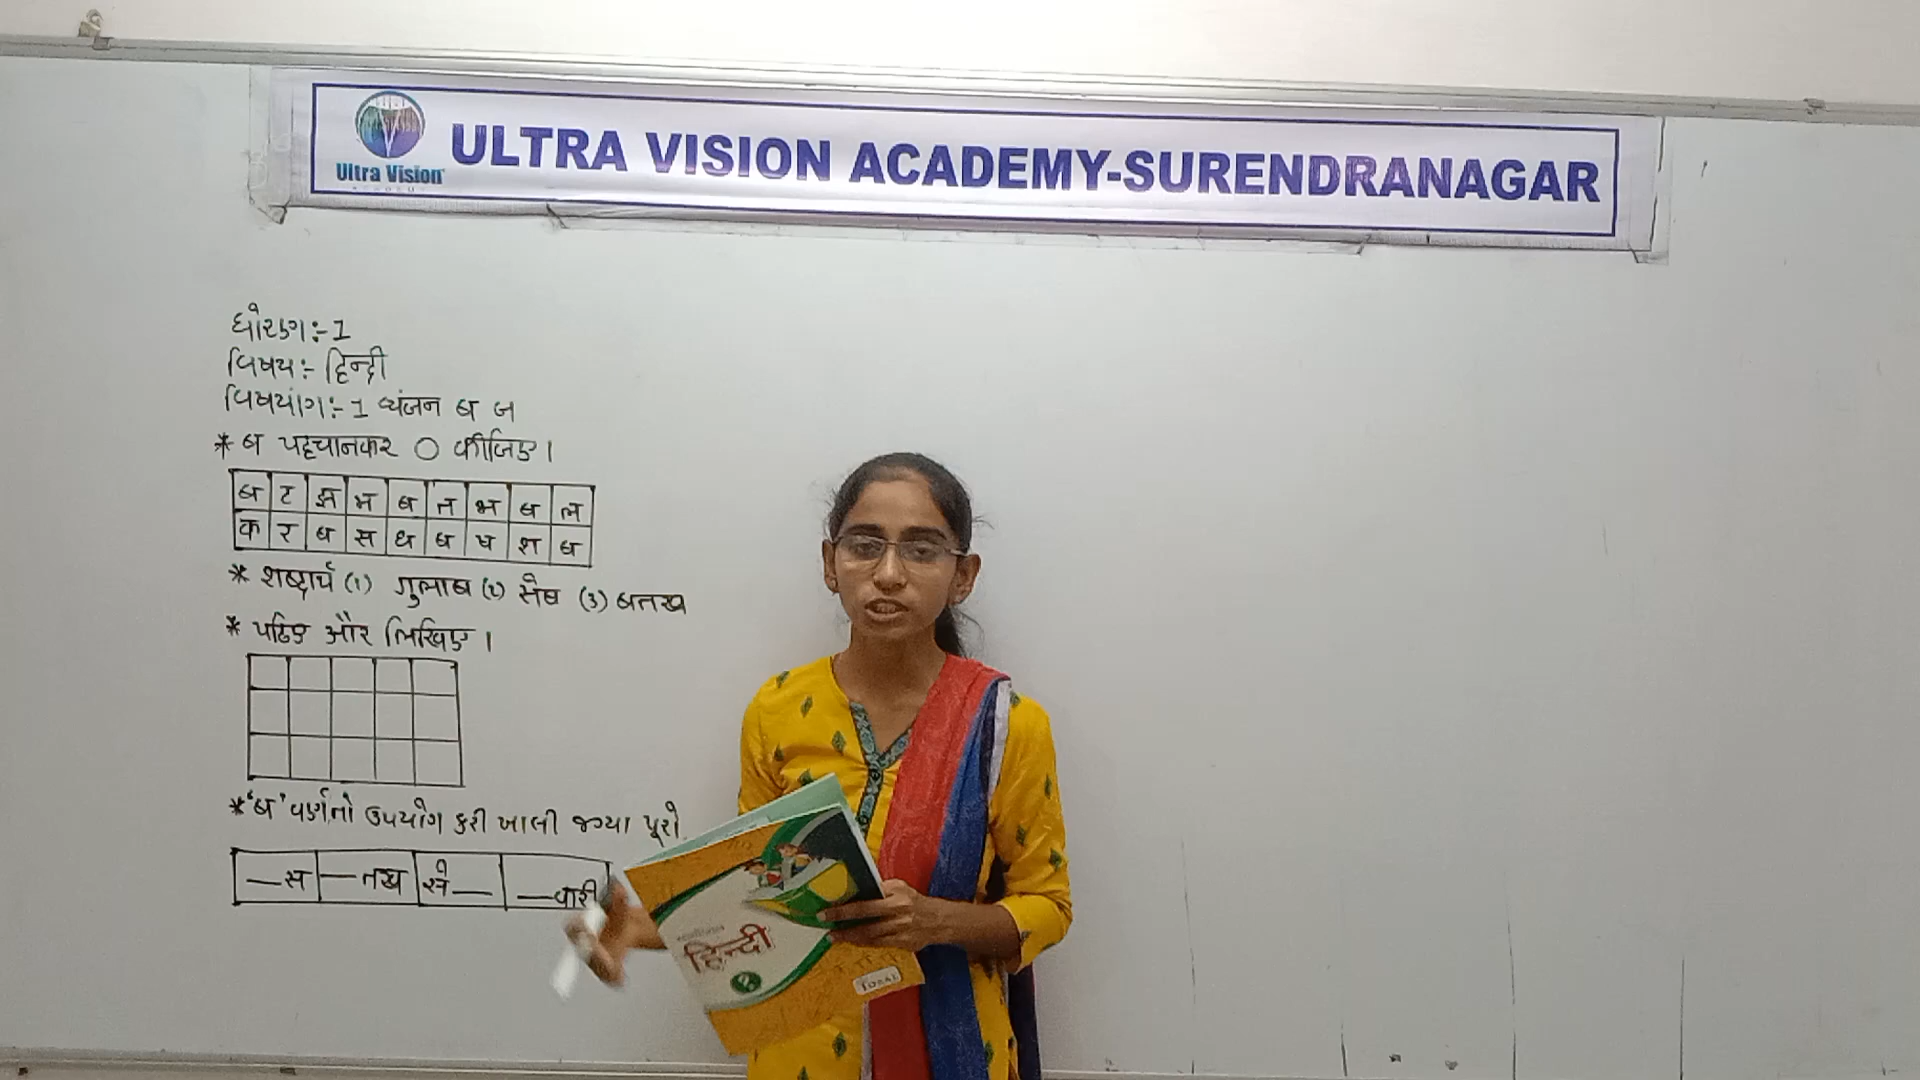 ULTRA VISION ACADEMY-SURENDRANAGAR
Ultra Vision
ધોરણ:-1
વિષય:- हिन्दी
વિષયાંગ:-1 व्यंजन ब ज
* ब पहचानकर ○ कीजिए।
ब ट झ म ब न भ ब ल
क र ब स ध ब ष श ब
* शब्दार्थ (1) गुलाब (2) सेब (3) बतख
* पढिए और लिखिए।
* 'ब' વર્ણનો ઉપયોગ કરી ખાલી જગ્યા પૂરો.
—स —तख से— —वारी
हिन्दी